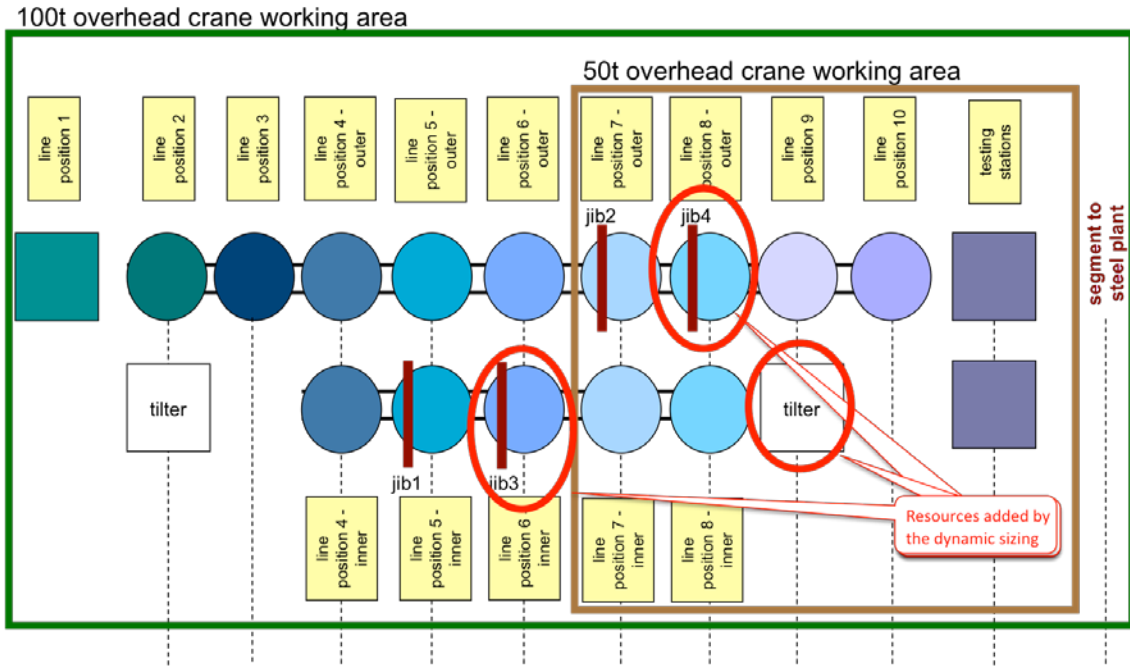 100t overhead crane working area
50t overhead crane working area
line
position 1
line
position 2
line
position 3
line
position 4 -
outer
line
position 5 -
outer
line
position 6 -
outer
line
position 7 -
outer
line
position 8 -
outer
line
position 9
line
position 10
testing
stations
segment to
steel plant
jib2
jib4
tilter
tilter
jib1
jib3
line
position 4 -
inner
line
position 5 -
inner
line
position 6 -
inner
line
position 7 -
inner
line
position 8 -
inner
Resources added by
the dynamic sizing